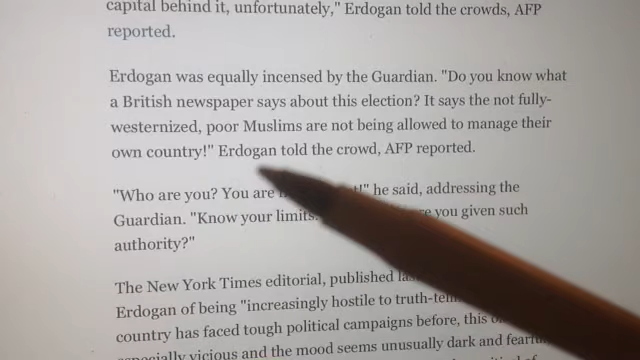 capital behind it, unfortunately," Erdogan told the crowds, AFP
reported.
Erdogan was equally incensed by the Guardian. "Do you know what
a British newspaper says about this election? It says the not fully-
westernized, poor Muslims are not being allowed to manage their
own country!" Erdogan told the crowd, AFP reported.
"Who are you? You are he said, addressing the
Guardian. "Know your limits. you given such
authority?"
The New York Times editorial, published
Erdogan of being "increasingly hostile to
country has faced tough political campaigns before, this
especially vicious and the mood seems unusually dark and